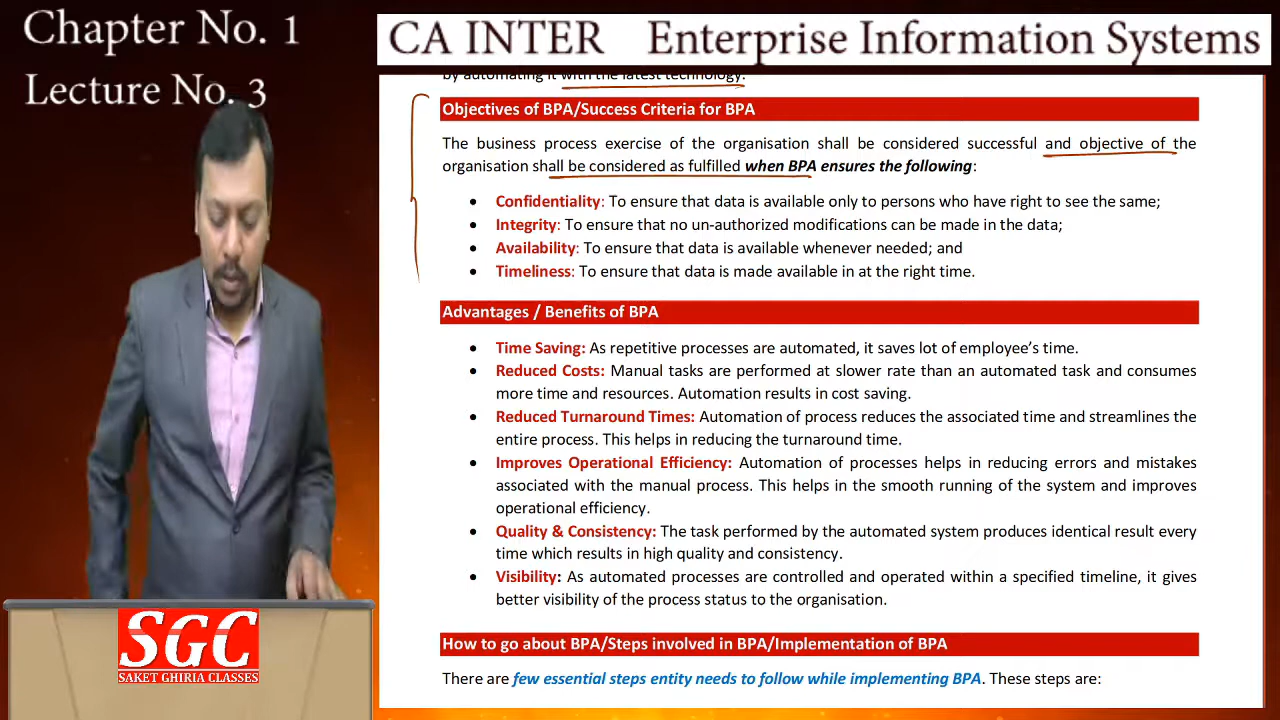 Chapter No. 1
Lecture No. 3
CA INTER Enterprise Information Systems
by automating it with the latest technology.
Objectives of BPA/Success Criteria for BPA
The business process exercise of the organisation shall be considered successful and objective of the
organisation shall be considered as fulfilled when BPA ensures the following:
• Confidentiality: To ensure that data is available only to persons who have right to see the same;
• Integrity: To ensure that no un-authorized modifications can be made in the data;
• Availability: To ensure that data is available whenever needed; and
• Timeliness: To ensure that data is made available in at the right time.
Advantages / Benefits of BPA
• Time Saving: As repetitive processes are automated, it saves lot of employee's time.
• Reduced Costs: Manual tasks are performed at slower rate than an automated task and consumes
more time and resources. Automation results in cost saving.
• Reduced Turnaround Times: Automation of process reduces the associated time and streamlines the
entire process. This helps in reducing the turnaround time.
• Improves Operational Efficiency: Automation of processes helps in reducing errors and mistakes
associated with the manual process. This helps in the smooth running of the system and improves
operational efficiency.
• Quality & Consistency: The task performed by the automated system produces identical result every
time which results in high quality and consistency.
• Visibility: As automated processes are controlled and operated within a specified timeline, it gives
better visibility of the process status to the organisation.
How to go about BPA/Steps involved in BPA/Implementation of BPA
There are few essential steps entity needs to follow while implementing BPA. These steps are:
SGC
SAKET GHIRIA CLASSES